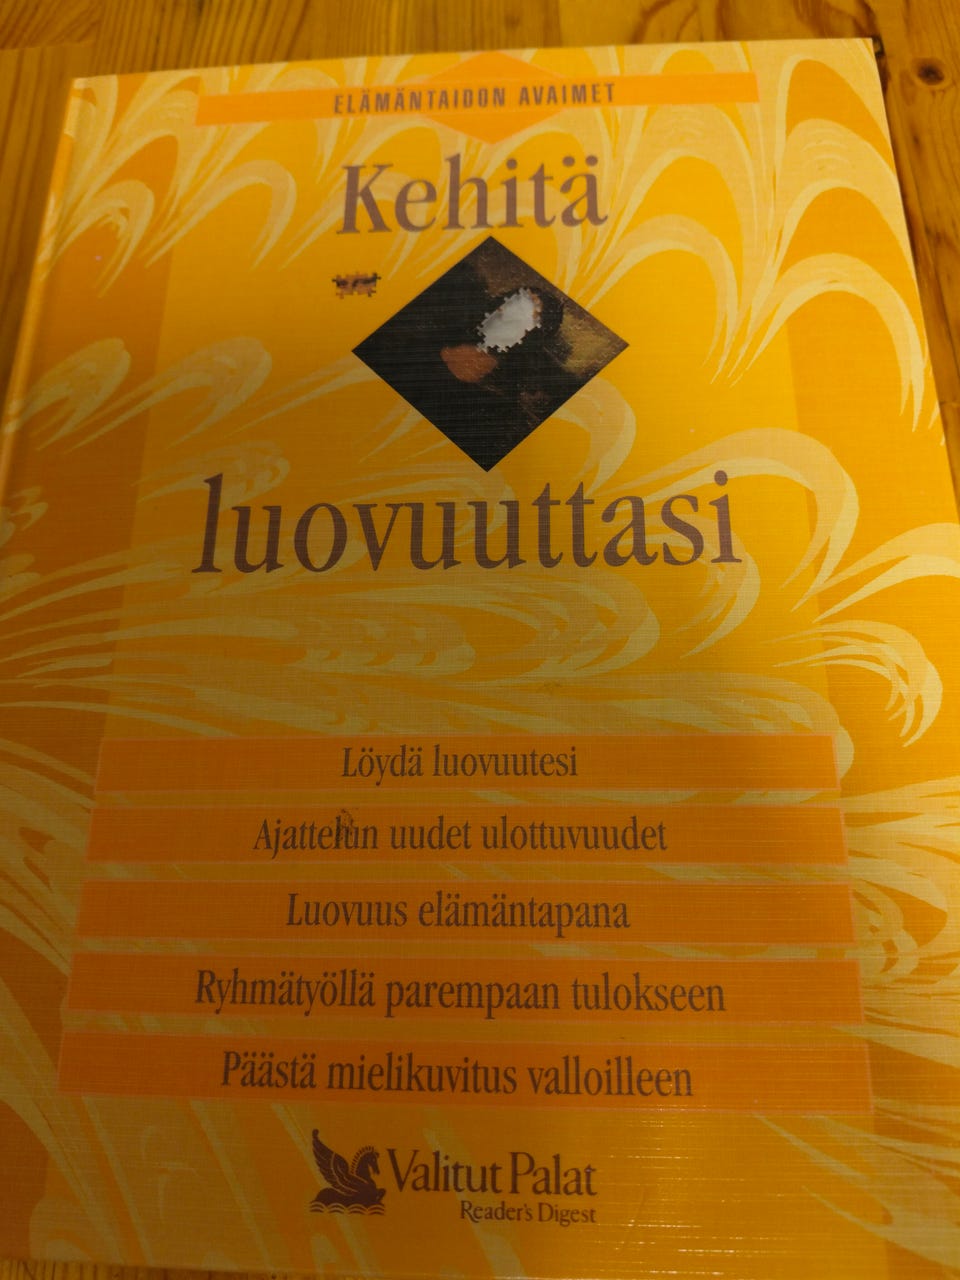 ELÄMÄNTAIDON AVAIMET
Kehitä
luovuuttasi
Löydä luovuutesi
Ajattelun uudet ulottuvuudet
Luovuus elämäntapana
Ryhmätyöllä parempaan tulokseen
Päästä mielikuvitus valloilleen
Valitut Palat
Reader's Digest